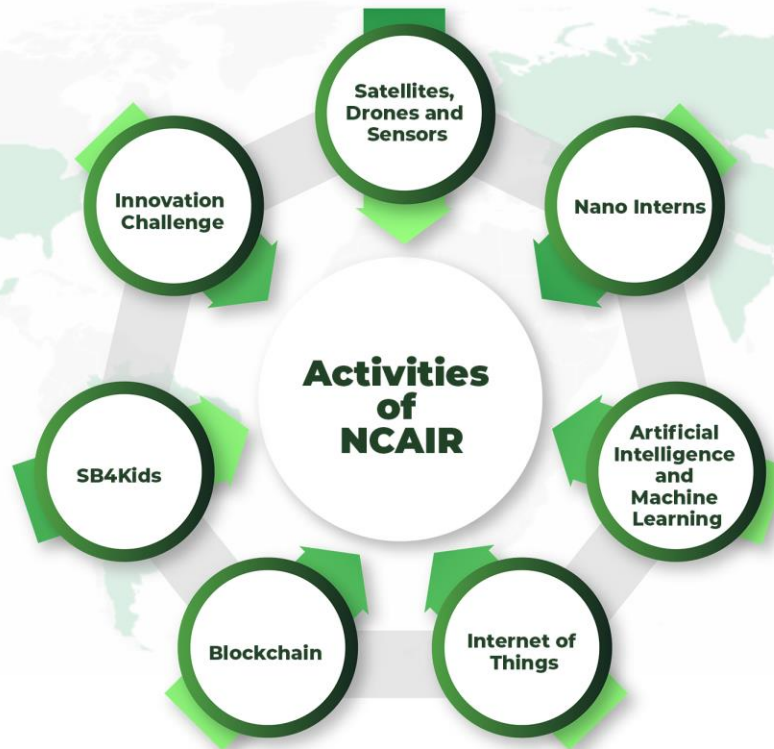 Satellites,
Drones and
Sensors
Innovation
Challenge
Nano Interns
Activities
of
NCAIR
Artificial
Intelligence
and
Machine
Learning
SB4Kids
Internet of
Things
Blockchain